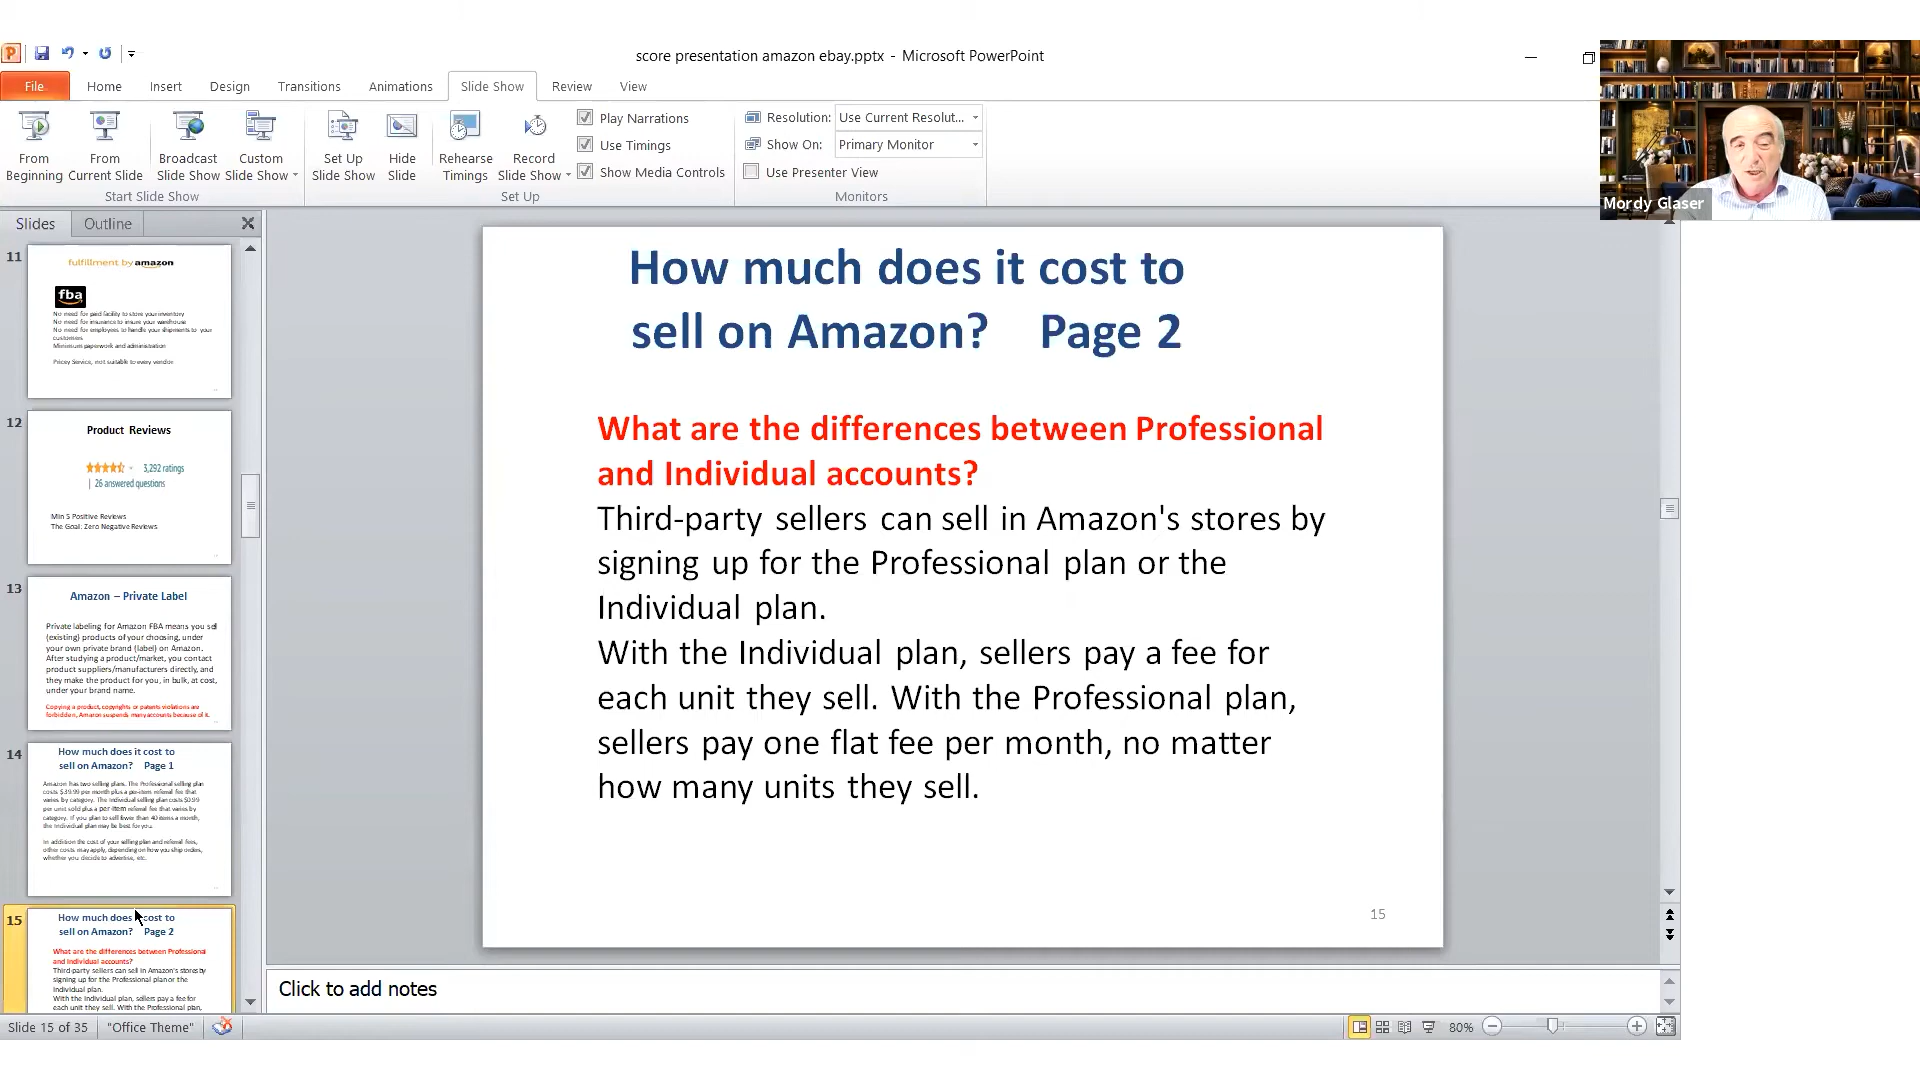 score presentation amazon ebay.pptx - Microsoft PowerPoint
File Home Insert Design Transitions Animations Slide Show Review View
From Beginning
From Current Slide
Broadcast Slide Show
Custom Slide Show
Start Slide Show
Set Up Slide Show
Hide Slide
Rehearse Timings
Record Slide Show
Play Narrations
Use Timings
Show Media Controls
Set Up
Resolution: Use Current Resolut...
Show On: Primary Monitor
Use Presenter View
Monitors
Mordy Glaser
Slides Outline
11
fulfillment by amazon
fba
No need for paid facility to store your inventory
No need for insurance to insure your warehouse
No need for employees to handle your shipments to your
customers
Minimum paperwork and administration
Pricey Service, not suitable to every vendor
12
Product Reviews
3,292 ratings
| 26 answered questions
Min 5 Positive Reviews
The Goal: Zero Negative Reviews
13
Amazon – Private Label
Private labeling for Amazon FBA means you sell
(existing) products of your choosing, under
your own private brand (label) on Amazon.
After studying a product/market, you contact
product suppliers/manufacturers directly, and
they make the product for you, in bulk, at cost,
under your brand name.
Copying a product, copyrights or patents violations are
forbidden, Amazon suspends many accounts because of it.
14
How much does it cost to
sell on Amazon? Page 1
Amazon has two selling plans. The Professional selling plan
costs $39.99 per month plus a per-item referral fee that
varies by category. The Individual selling plan costs $0.99
per unit sold plus a per-item referral fee that varies by
category. If you plan to sell fewer than 40 items a month,
the Individual plan may be best for you.
In addition the cost of your selling plan and referral fees,
other costs may apply, depending on how you ship orders,
whether you decide to advertise, etc.
15
How much does it cost to
sell on Amazon? Page 2
What are the differences between Professional
and Individual accounts?
Third-party sellers can sell in Amazon's stores by
signing up for the Professional plan or the
Individual plan.
With the Individual plan, sellers pay a fee for
each unit they sell. With the Professional plan,
How much does it cost to
sell on Amazon? Page 2
What are the differences between Professional
and Individual accounts?
Third-party sellers can sell in Amazon's stores by
signing up for the Professional plan or the
Individual plan.
With the Individual plan, sellers pay a fee for
each unit they sell. With the Professional plan,
sellers pay one flat fee per month, no matter
how many units they sell.
15
Click to add notes
Slide 15 of 35 "Office Theme" 80%